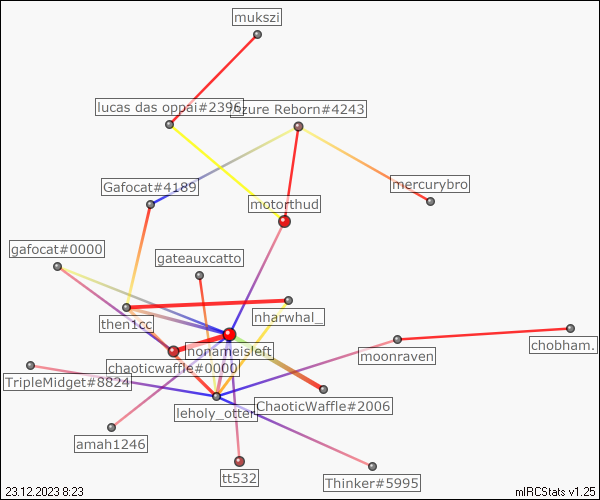 mukszi
lucas das oppai#2396
Azure Reborn#4243
Gafocat#4189
mercurybro
motorthud
gafocat#0000
gateauxcatto
nharwhal_
then1cc
nonameisleft
chobham.
moonraven
chaoticwaffle#0000
TripleMidget#8824
leholy_otter
ChaoticWaffle#2006
amah1246
tt532
Thinker#5995
23.12.2023 8:23
mIRCStats v1.25